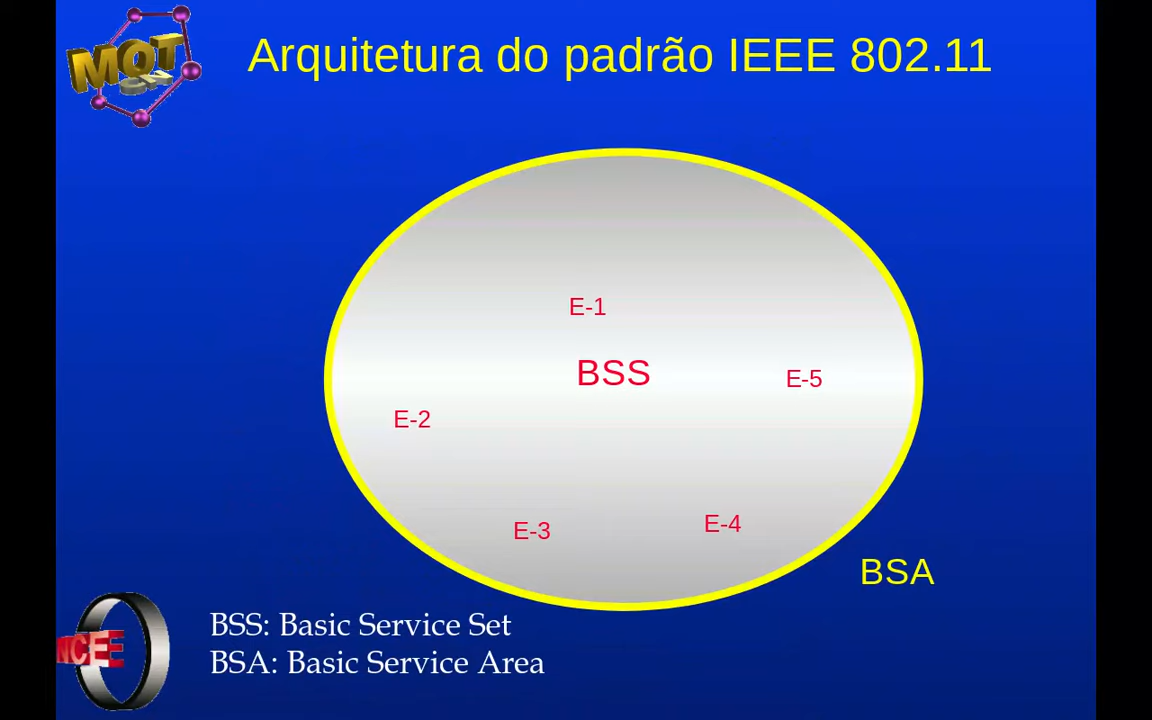 Arquitetura do padrão IEEE 802.11
MQT
E-1
BSS
E-5
E-2
E-3
E-4
BSA
BSS: Basic Service Set
BSA: Basic Service Area